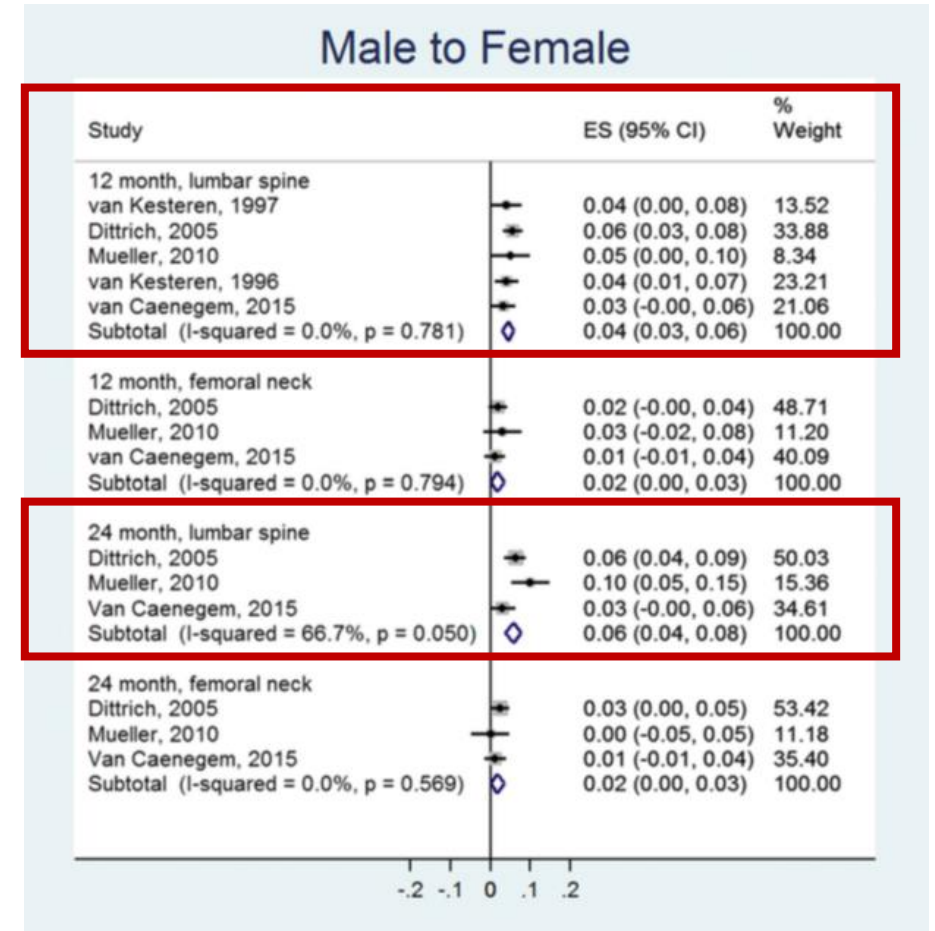 Male to Female
Study ES (95% CI) % Weight
12 month, lumbar spine
van Kesteren, 1997 0.04 (0.00, 0.08) 13.52
Dittrich, 2005 0.06 (0.03, 0.08) 33.88
Mueller, 2010 0.05 (0.00, 0.10) 8.34
van Kesteren, 1996 0.04 (0.01, 0.07) 23.21
van Caenegem, 2015 0.03 (-0.00, 0.06) 21.06
Subtotal (I-squared = 0.0%, p = 0.781) 0.04 (0.03, 0.06) 100.00
12 month, femoral neck
Dittrich, 2005 0.02 (-0.00, 0.04) 48.71
Mueller, 2010 0.03 (-0.02, 0.08) 11.20
van Caenegem, 2015 0.01 (-0.01, 0.04) 40.09
Subtotal (I-squared = 0.0%, p = 0.794) 0.02 (0.00, 0.03) 100.00
24 month, lumbar spine
Dittrich, 2005 0.06 (0.04, 0.09) 50.03
Mueller, 2010 0.10 (0.05, 0.15) 15.36
Van Caenegem, 2015 0.03 (-0.00, 0.06) 34.61
Subtotal (I-squared = 66.7%, p = 0.050) 0.06 (0.04, 0.08) 100.00
24 month, femoral neck
Dittrich, 2005 0.03 (0.00, 0.05) 53.42
Mueller, 2010 0.00 (-0.05, 0.05) 11.18
Van Caenegem, 2015 0.01 (-0.01, 0.04) 35.40
Subtotal (I-squared = 0.0%, p = 0.569) 0.02 (0.00, 0.03) 100.00
-.2 -.1 0 .1 .2